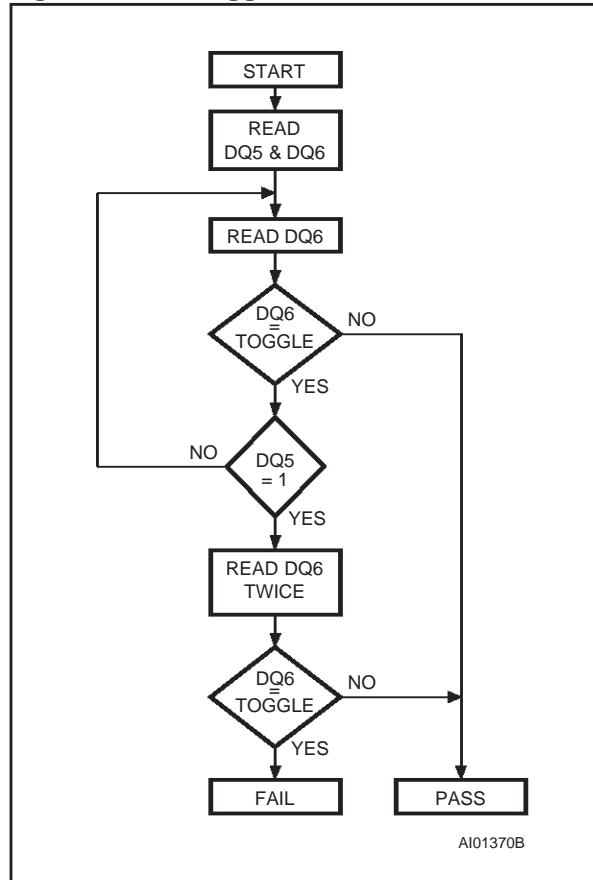 START
READ
DQ5 & DQ6
READ DQ6
DQ6
=
TOGGLE
NO
YES
NO
DQ5
= 1
YES
READ DQ6
TWICE
DQ6
=
TOGGLE
NO
YES
FAIL
PASS
AI01370B